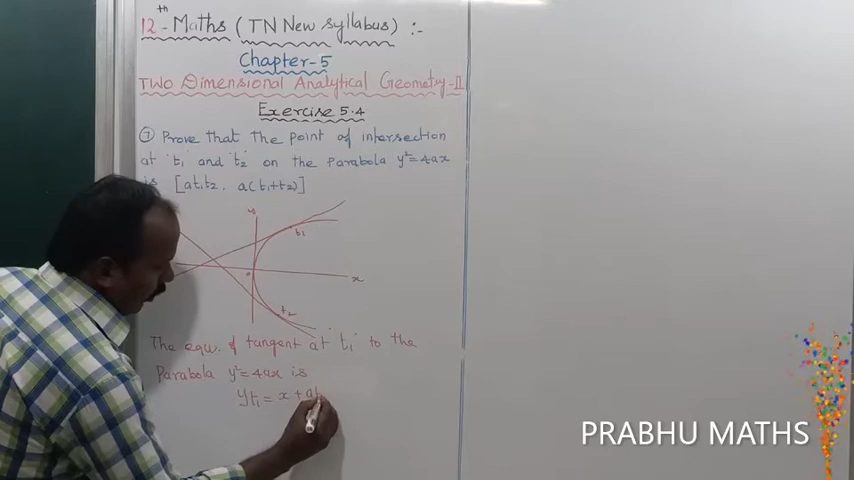 12th - Maths (TN New syllabus) :-
Chapter-5
TWO Dimensional Analytical Geometry-II
Exercise 5.4
⑦ Prove that the point of intersection
at 't₁' and 't₂' on the parabola y²=4ax
is [at₁t₂, a(t₁+t₂)]
t₁
o
x
t₂
The equ. of tangent at 't₁' to the
Parabola y²=4ax is
yt₁ = x + at
PRABHU MATHS